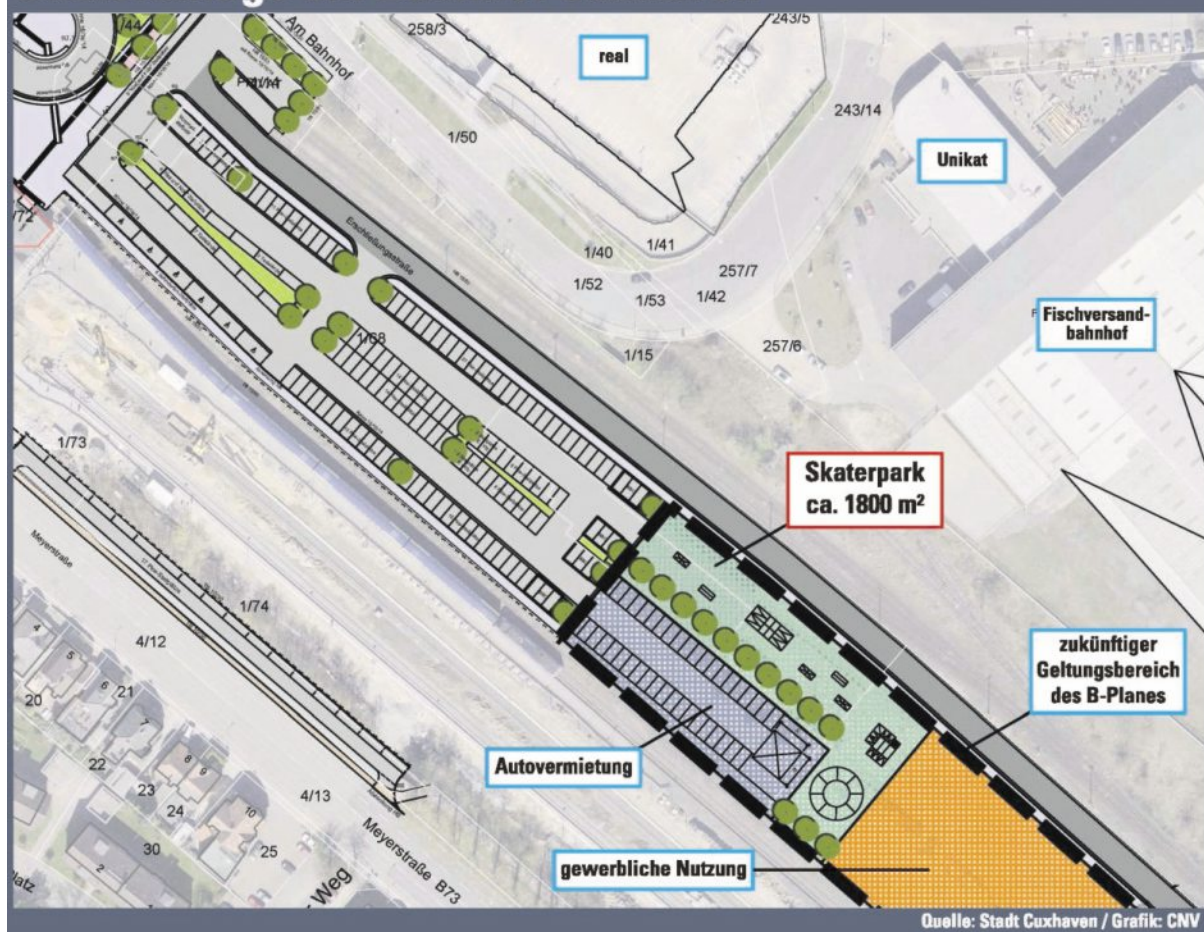 /44
Am Bahnhof
258/3
243/5
real
243/14
1/50
Unikat
/72
Erschließungsstraße
1/41
1/40
257/7
1/52
1/53
1/42
Fischversand-
bahnhof
1/68
1/15
257/6
1/73
Skaterpark
ca. 1800 m²
Meyerstraße
1/74
4
4/12
5
6
21
20
7
zukünftiger
Geltungsbereich
des B-Planes
8
9
22
23
Autovermietung
24
4/13
10
30
25
Meyerstraße B73
2
Weg
latz
gewerbliche Nutzung
1
Quelle: Stadt Cuxhaven / Grafik: CNV